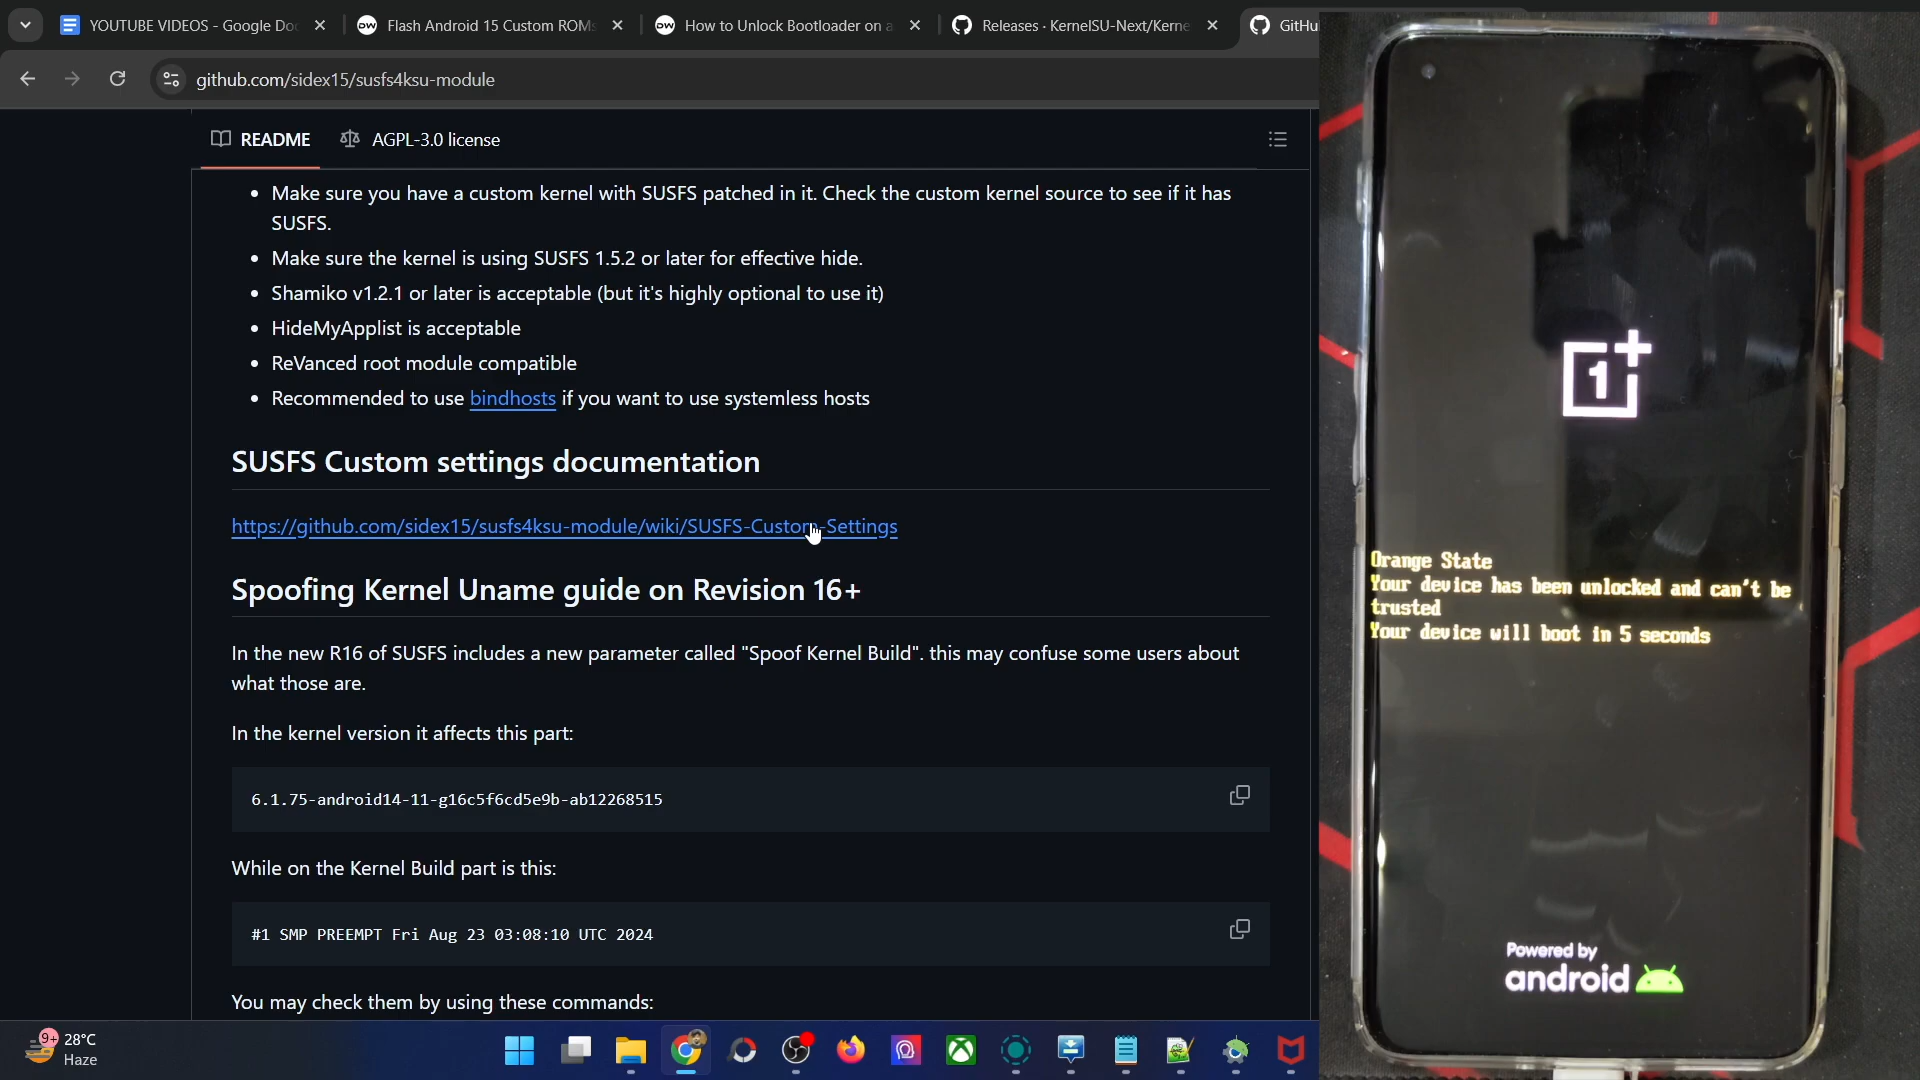 YOUTUBE VIDEOS - Google Do
Flash Android 15 Custom ROMs
How to Unlock Bootloader on a
Releases · KernelSU-Next/Kerne
GitHu
github.com/sidex15/susfs4ksu-module
README
AGPL-3.0 license
• Make sure you have a custom kernel with SUSFS patched in it. Check the custom kernel source to see if it has
SUSFS.
• Make sure the kernel is using SUSFS 1.5.2 or later for effective hide.
• Shamiko v1.2.1 or later is acceptable (but it's highly optional to use it)
• HideMyApplist is acceptable
• ReVanced root module compatible
• Recommended to use bindhosts if you want to use systemless hosts
SUSFS Custom settings documentation
https://github.com/sidex15/susfs4ksu-module/wiki/SUSFS-Custom-Settings
Spoofing Kernel Uname guide on Revision 16+
In the new R16 of SUSFS includes a new parameter called "Spoof Kernel Build". this may confuse some users about
what those are.
In the kernel version it affects this part:
6.1.75-android14-11-g16c5f6cd5e9b-ab12268515
While on the Kernel Build part is this:
#1 SMP PREEMPT Fri Aug 23 03:08:10 UTC 2024
You may check them by using these commands:
9+
28°C
Haze
1+
Orange State
Your device has been unlocked and can't be
trusted
Your device will boot in 5 seconds
Powered by
android